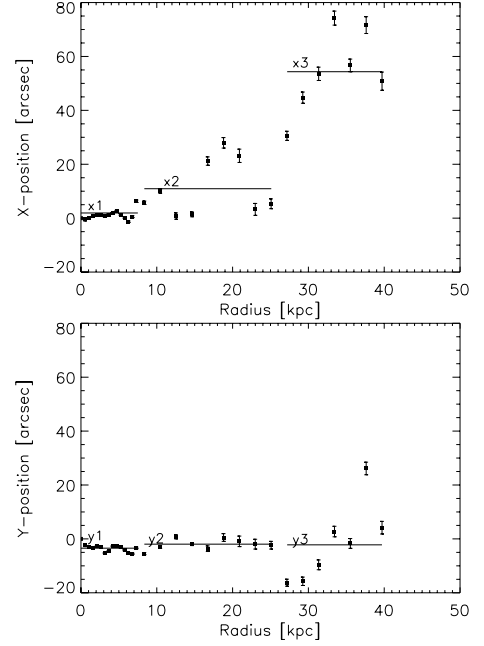 80
60
40
20
0
−20
X−position [arcsec]
x1
x2
x3
0 10 20 30 40 50
Radius [kpc]
80
60
40
20
0
−20
Y−position [arcsec]
y1
y2
y3
0 10 20 30 40 50
Radius [kpc]